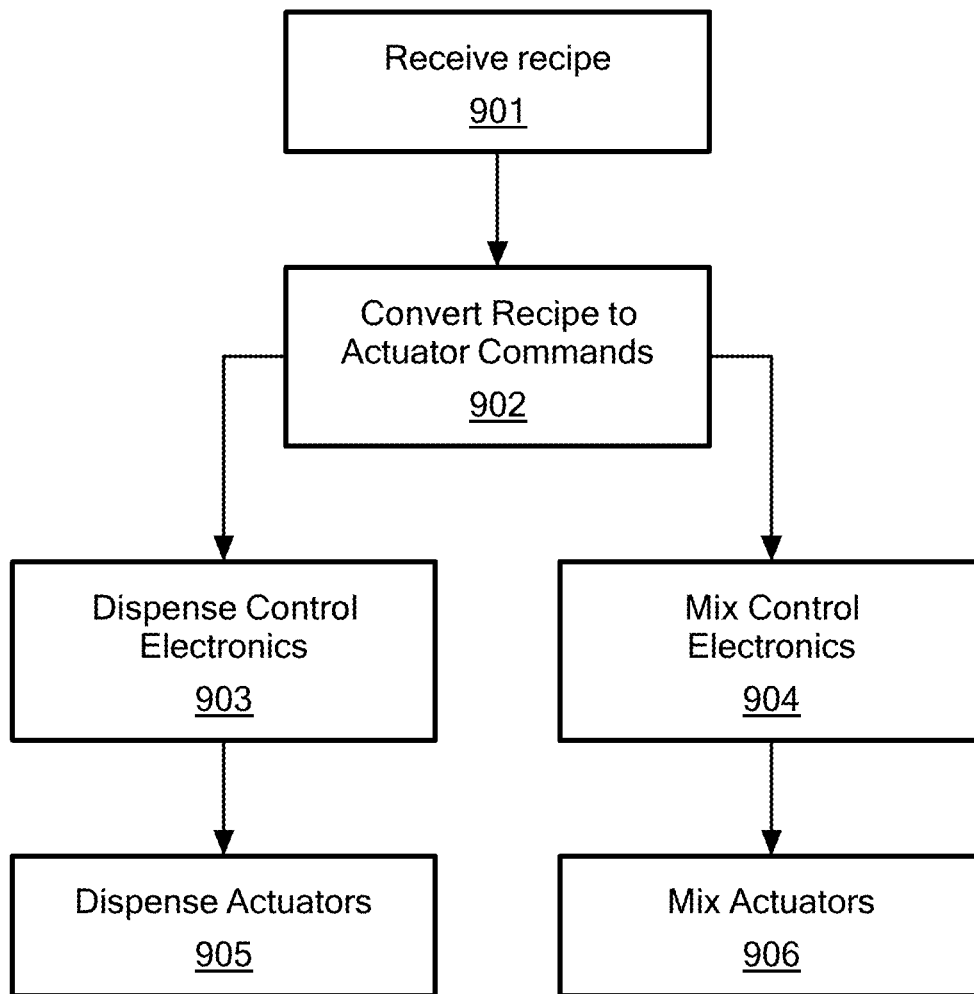 Receive recipe
901
Convert Recipe to
Actuator Commands
902
Dispense Control
Electronics
903
Mix Control
Electronics
904
Dispense Actuators
905
Mix Actuators
906